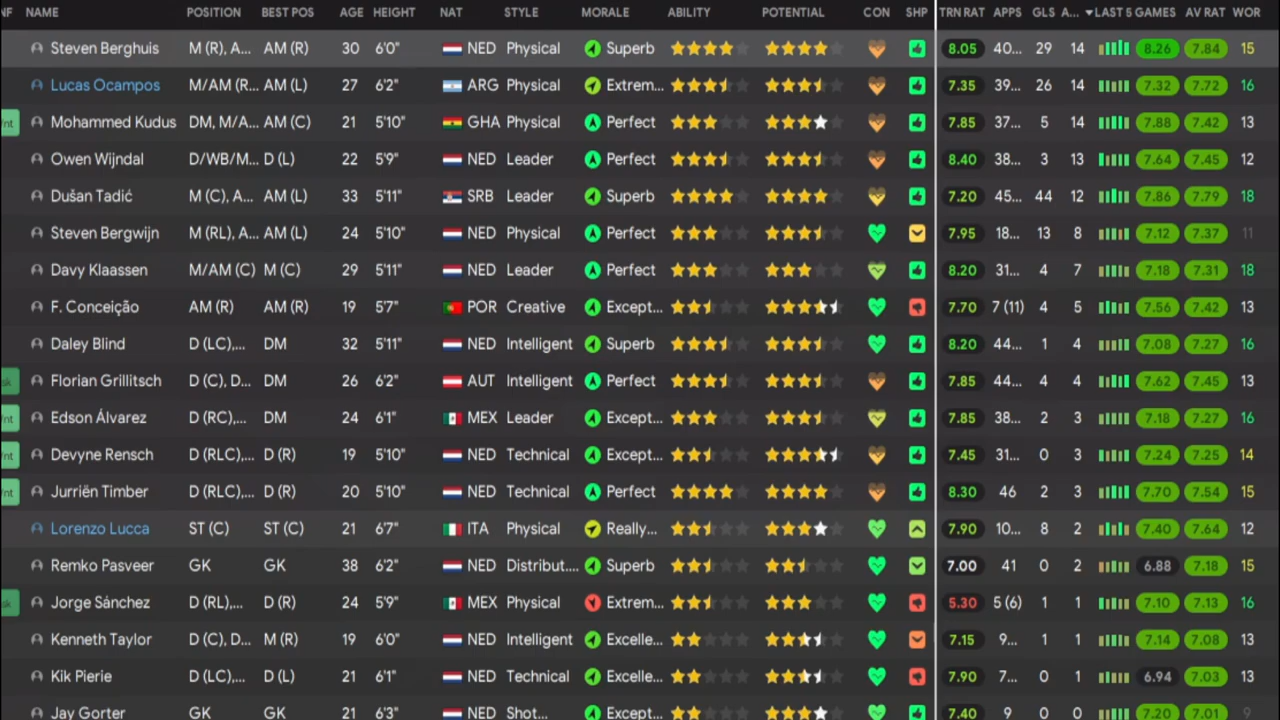 NF NAME POSITION BEST POS AGE HEIGHT NAT STYLE MORALE ABILITY POTENTIAL CON SHP TRN RAT APPS GLS A... LAST 5 GAMES AV RAT WOR
Steven Berghuis M (R), A... AM (R) 30 6'0" NED Physical Superb 8.05 40... 29 14 8.26 7.84 15
Lucas Ocampos M/AM (R... AM (L) 27 6'2" ARG Physical Extrem... 7.35 39... 26 14 7.32 7.72 16
Mohammed Kudus DM, M/A... AM (C) 21 5'10" GHA Physical Perfect 7.85 37... 5 14 7.88 7.42 13
Owen Wijndal D/WB/M... D (L) 22 5'9" NED Leader Perfect 8.40 38... 3 13 7.64 7.45 12
Dušan Tadić M (C), A... AM (L) 33 5'11" SRB Leader Superb 7.20 45... 44 12 7.86 7.79 18
Steven Bergwijn M (RL), A... AM (L) 24 5'10" NED Physical Perfect 7.95 18... 13 8 7.12 7.37 11
Davy Klaassen M/AM (C) M (C) 29 5'11" NED Leader Perfect 8.20 31... 4 7 7.18 7.31 18
F. Conceição AM (R) AM (R) 19 5'7" POR Creative Except... 7.70 7 (11) 4 5 7.56 7.42 13
Daley Blind D (LC),... DM 32 5'11" NED Intelligent Superb 8.20 44... 1 4 7.08 7.27 16
Florian Grillitsch D (C), D... DM 26 6'2" AUT Intelligent Perfect 7.85 44... 4 4 7.62 7.45 13
Edson Álvarez D (RC),... DM 24 6'1" MEX Leader Except... 7.85 38... 2 3 7.18 7.27 16
Devyne Rensch D (RLC),... D (R) 19 5'10" NED Technical Except... 7.45 31... 0 3 7.24 7.25 14
Jurriën Timber D (RLC),... D (R) 20 5'10" NED Technical Perfect 8.30 46 2 3 7.70 7.54 15
Lorenzo Lucca ST (C) ST (C) 21 6'7" ITA Physical Really... 7.90 10... 8 2 7.40 7.64 12
Remko Pasveer GK GK 38 6'2" NED Distribut.... Superb 7.00 41 0 2 6.88 7.18 15
Jorge Sánchez D (RL),... D (R) 24 5'9" MEX Physical Extrem... 5.30 5 (6) 1 1 7.10 7.13 16
Kenneth Taylor D (C), D... M (R) 19 6'0" NED Intelligent Excelle... 7.15 9... 1 1 7.14 7.08 13
Kik Pierie D (LC),... D (L) 21 6'1" NED Technical Excelle... 7.90 7... 0 1 6.94 7.03 13
Jay Gorter GK GK 21 6'3" NED Shot... Except... 7.40 9 0 0 7.20 7.01 9